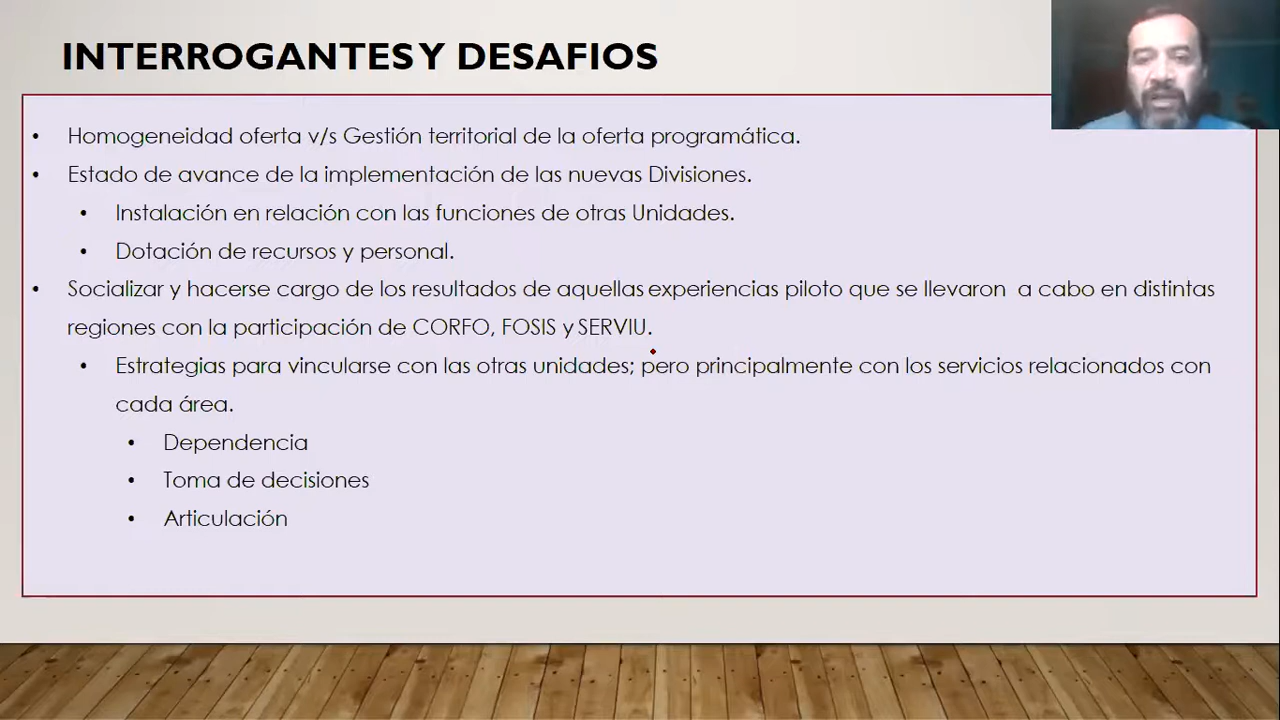 INTERROGANTES Y DESAFIOS
• Homogeneidad oferta v/s Gestión territorial de la oferta programática.
• Estado de avance de la implementación de las nuevas Divisiones.
• Instalación en relación con las funciones de otras Unidades.
• Dotación de recursos y personal.
• Socializar y hacerse cargo de los resultados de aquellas experiencias piloto que se llevaron a cabo en distintas
regiones con la participación de CORFO, FOSIS y SERVIU.
• Estrategias para vincularse con las otras unidades; pero principalmente con los servicios relacionados con
cada área.
• Dependencia
• Toma de decisiones
• Articulación